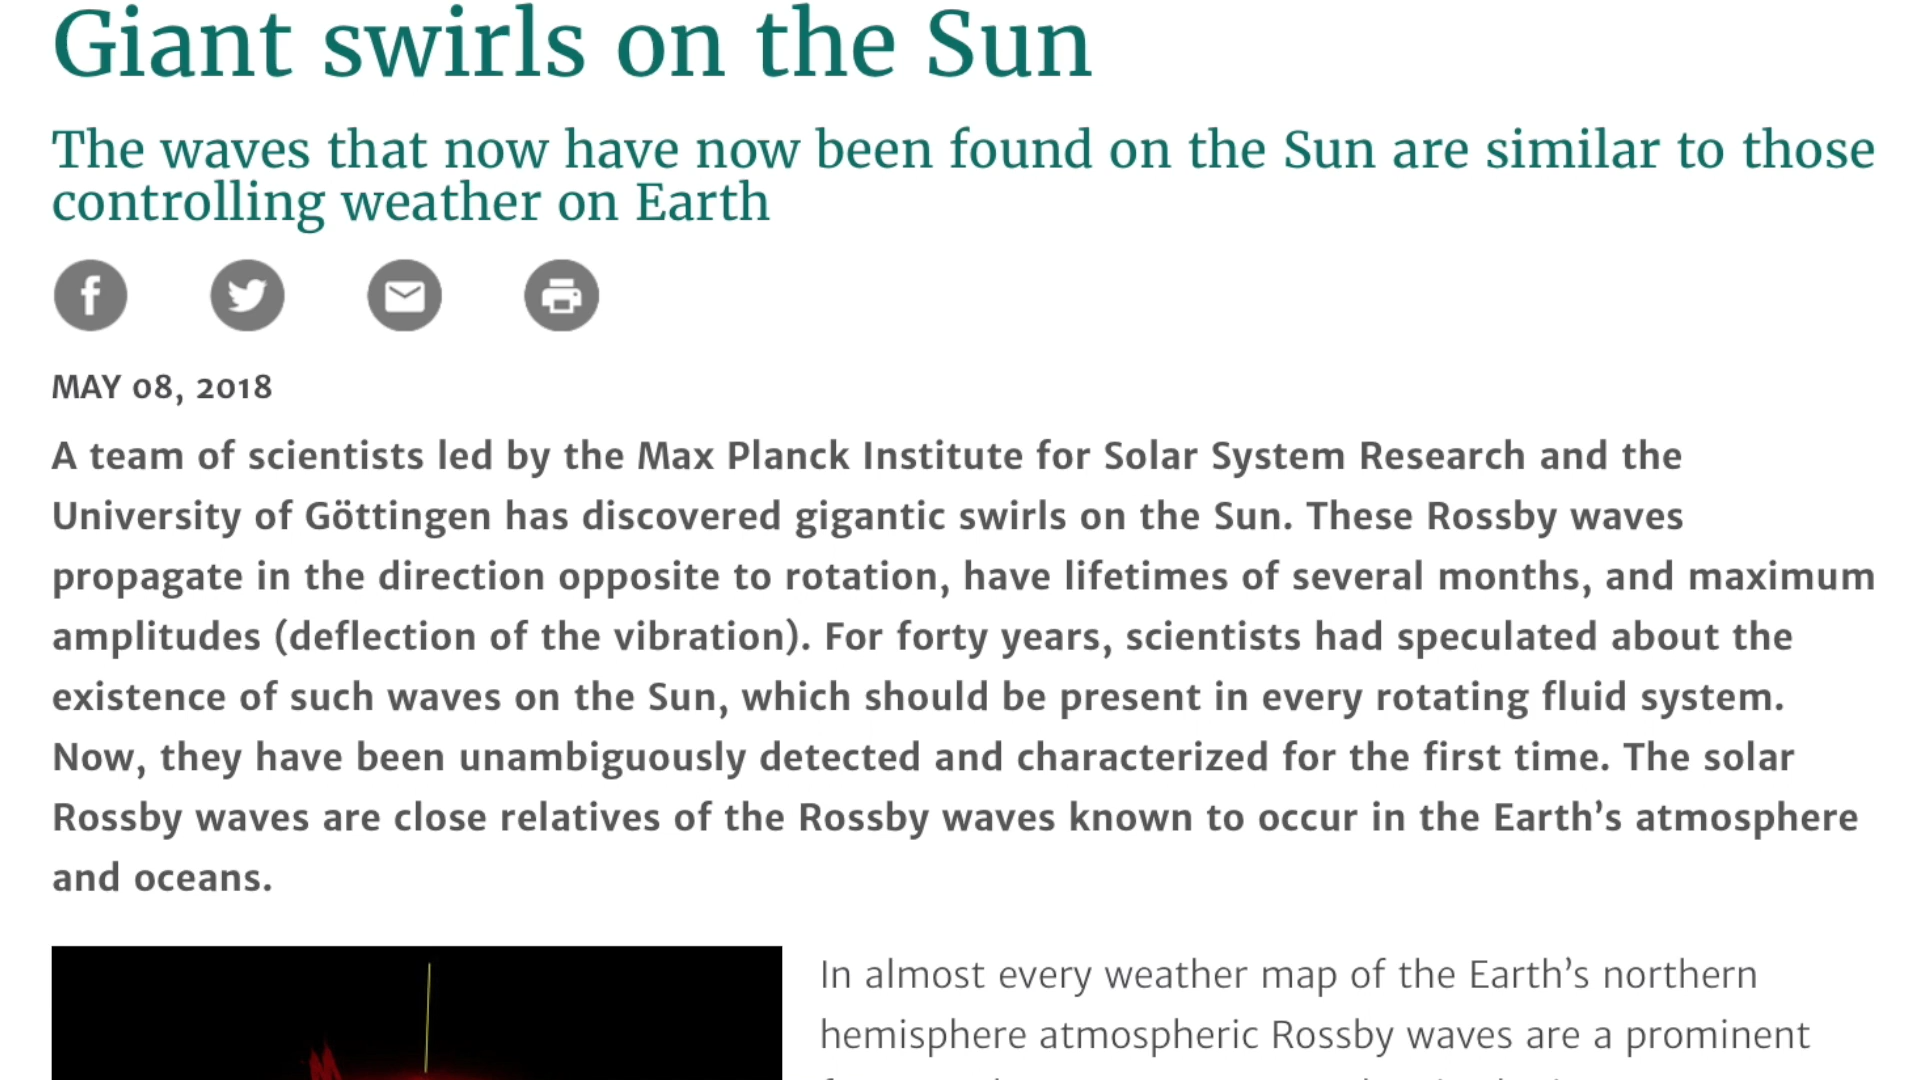 Giant swirls on the Sun
The waves that now have now been found on the Sun are similar to those
controlling weather on Earth
MAY 08, 2018
A team of scientists led by the Max Planck Institute for Solar System Research and the
University of Göttingen has discovered gigantic swirls on the Sun. These Rossby waves
propagate in the direction opposite to rotation, have lifetimes of several months, and maximum
amplitudes (deflection of the vibration). For forty years, scientists had speculated about the
existence of such waves on the Sun, which should be present in every rotating fluid system.
Now, they have been unambiguously detected and characterized for the first time. The solar
Rossby waves are close relatives of the Rossby waves known to occur in the Earth’s atmosphere
and oceans.
In almost every weather map of the Earth’s northern
hemisphere atmospheric Rossby waves are a prominent